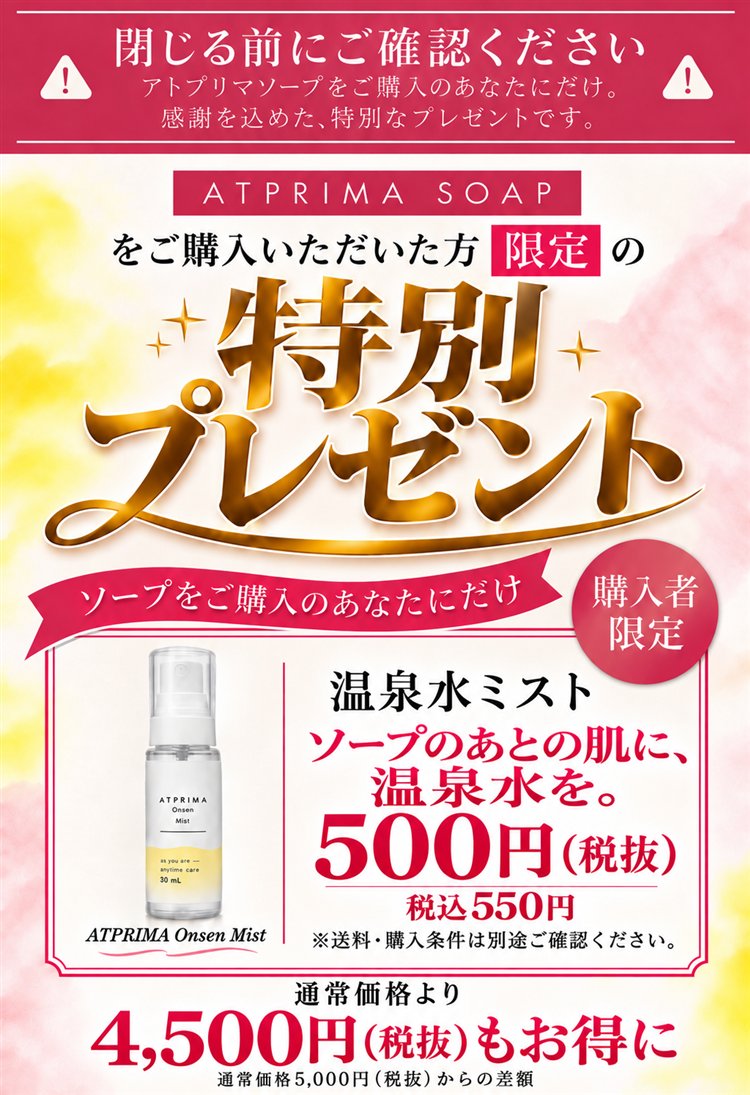 閉じる前にご確認ください
アトプリマソープをご購入のあなたにだけ。
感謝を込めた、特別なプレゼントです。
ATPRIMA SOAP
をご購入いただいた方 限定 の
特別
プレゼント
ソープをご購入のあなたにだけ
購入者
限定
ATPRIMA
Onsen
Mist
as you are —
anytime care
30 mL
ATPRIMA Onsen Mist
温泉水ミスト
ソープのあとの肌に、
温泉水を。
500円(税抜)
税込550円
※送料・購入条件は別途ご確認ください。
通常価格より
4,500円(税抜)もお得に
通常価格5,000円(税抜)からの差額